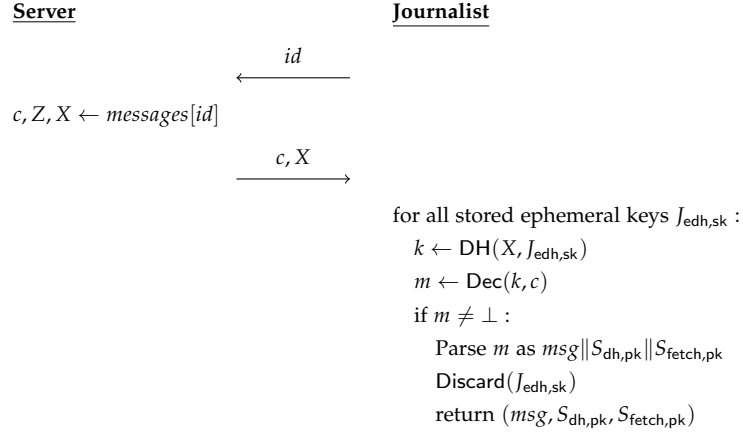 Server Journalist
id
c, Z, X ← messages[id]
c, X
for all stored ephemeral keys J_edh,sk :
k ← DH(X, J_edh,sk)
m ← Dec(k, c)
if m ≠ ⊥ :
Parse m as msg‖S_dh,pk‖S_fetch,pk
Discard(J_edh,sk)
return (msg, S_dh,pk, S_fetch,pk)